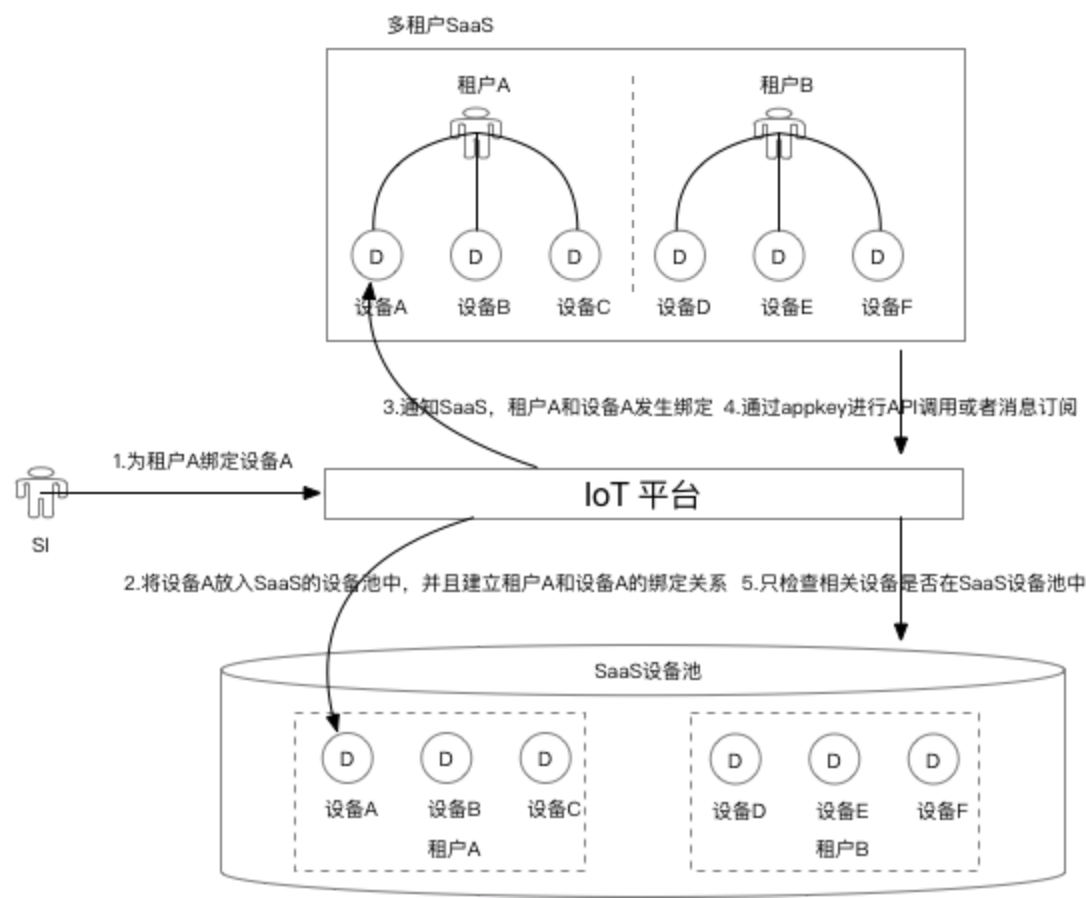 多租户SaaS
租户A
租户B
D
D
D
D
D
D
设备A
设备B
设备C
设备D
设备E
设备F
3.通知SaaS，租户A和设备A发生绑定
4.通过appkey进行API调用或者消息订阅
1.为租户A绑定设备A
IoT 平台
SI
2.将设备A放入SaaS的设备池中，并且建立租户A和设备A的绑定关系
5.只检查相关设备是否在SaaS设备池中
SaaS设备池
D
D
D
D
D
D
设备A
设备B
设备C
设备D
设备E
设备F
租户A
租户B